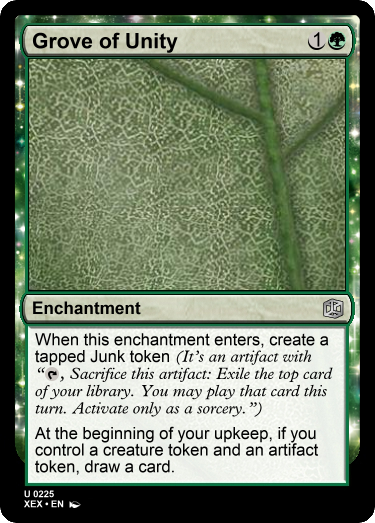 Grove of Unity 1
Enchantment
When this enchantment enters, create a
tapped Junk token (It's an artifact with
“, Sacrifice this artifact: Exile the top card
of your library. You may play that card this
turn. Activate only as a sorcery.”)
At the beginning of your upkeep, if you
control a creature token and an artifact
token, draw a card.
U 0225
XEX • EN